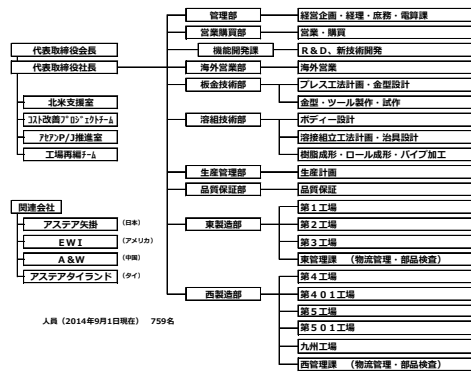 管理部 経営企画・経理・庶務・電算課
営業購買部 営業・購買
代表取締役会長 機能開発課 R＆D、新技術開発
代表取締役社長 海外営業部 海外営業
板金技術部 プレス工法計画・金型設計
北米支援室 金型・ツール製作・試作
コスト改善プロジェクトチーム 溶組技術部 ボディー設計
アセアンP/J推進室 溶接組立工法計画・治具設計
工場再編チーム 樹脂成形・ロール成形・パイプ加工
生産管理部 生産計画
品質保証部 品質保証
関連会社 第1工場
アステア矢掛 (日本) 東製造部 第2工場
EWI (アメリカ) 第3工場
A＆W (中国) 東管理課 (物流管理・部品検査)
アステアタイランド (タイ) 第4工場
西製造部 第401工場
第5工場
人員（2014年9月1日現在） 759名 第501工場
九州工場
西管理課 (物流管理・部品検査)